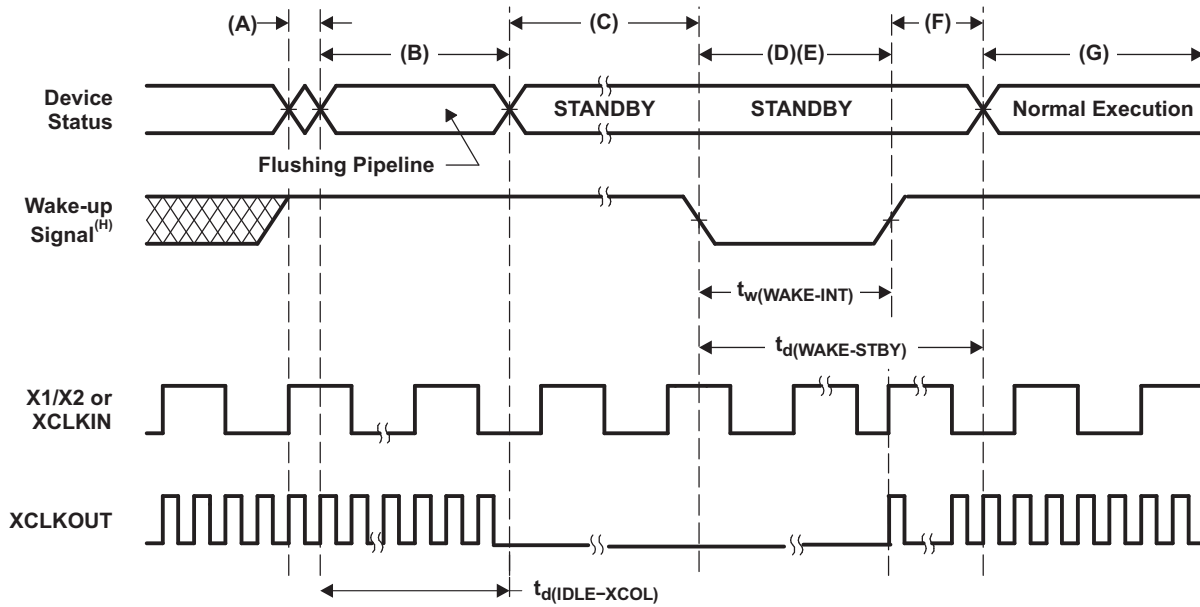 (A)
(C)
(F)
(B)
(D)(E)
(G)
Device
Status
STANDBY
STANDBY
Normal Execution
Flushing Pipeline
Wake-up
Signal(H)
tw(WAKE-INT)
td(WAKE-STBY)
X1/X2 or
XCLKIN
XCLKOUT
td(IDLE−XCOL)